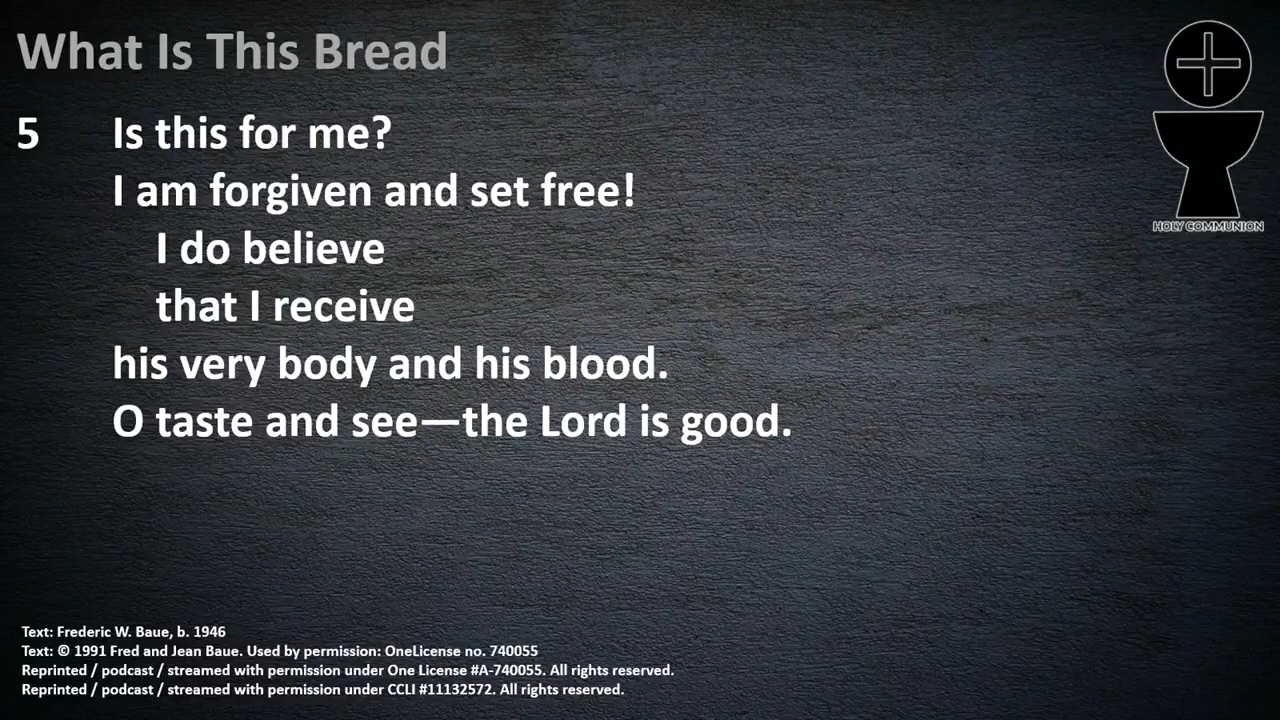 What Is This Bread
5 Is this for me?
I am forgiven and set free!
I do believe
that I receive
his very body and his blood.
O taste and see—the Lord is good.
HOLY COMMUNION
Text: Frederic W. Baue, b. 1946
Text: © 1991 Fred and Jean Baue. Used by permission: OneLicense no. 740055
Reprinted / podcast / streamed with permission under One License #A-740055. All rights reserved.
Reprinted / podcast / streamed with permission under CCLI #11132572. All rights reserved.